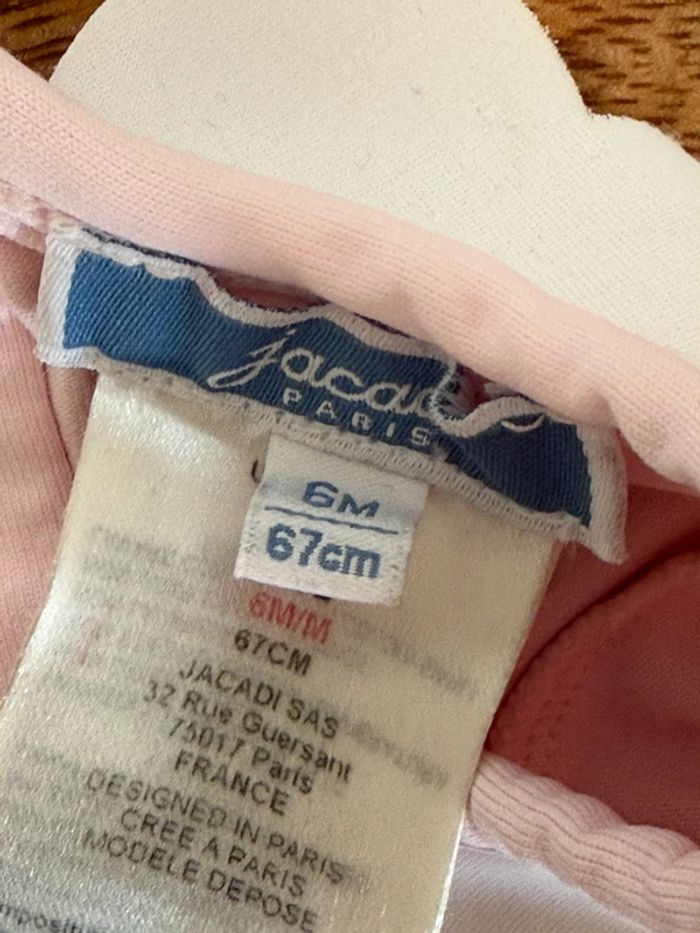 jacadi
PARIS
6M
67cm
6M/M
67CM
JACADI SAS
32 Rue Guersant
75017 Paris
FRANCE
DESIGNED IN PARIS
CREE A PARIS
MODELE DEPOSE